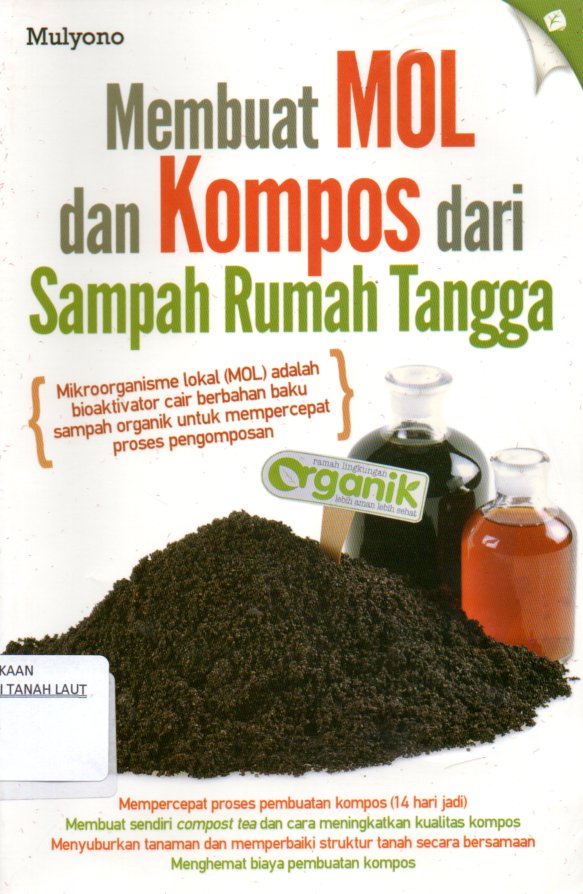 Mulyono
Membuat MOL
dan Kompos dari
Sampah Rumah Tangga
Mikroorganisme lokal (MOL) adalah
bioaktivator cair berbahan baku
sampah organik untuk mempercepat
proses pengomposan
ramah lingkungan
Organik
lebih aman lebih sehat
KAAN
I TANAH LAUT
Mempercepat proses pembuatan kompos (14 hari jadi)
Membuat sendiri compost tea dan cara meningkatkan kualitas kompos
Menyuburkan tanaman dan memperbaiki struktur tanah secara bersamaan
Menghemat biaya pembuatan kompos